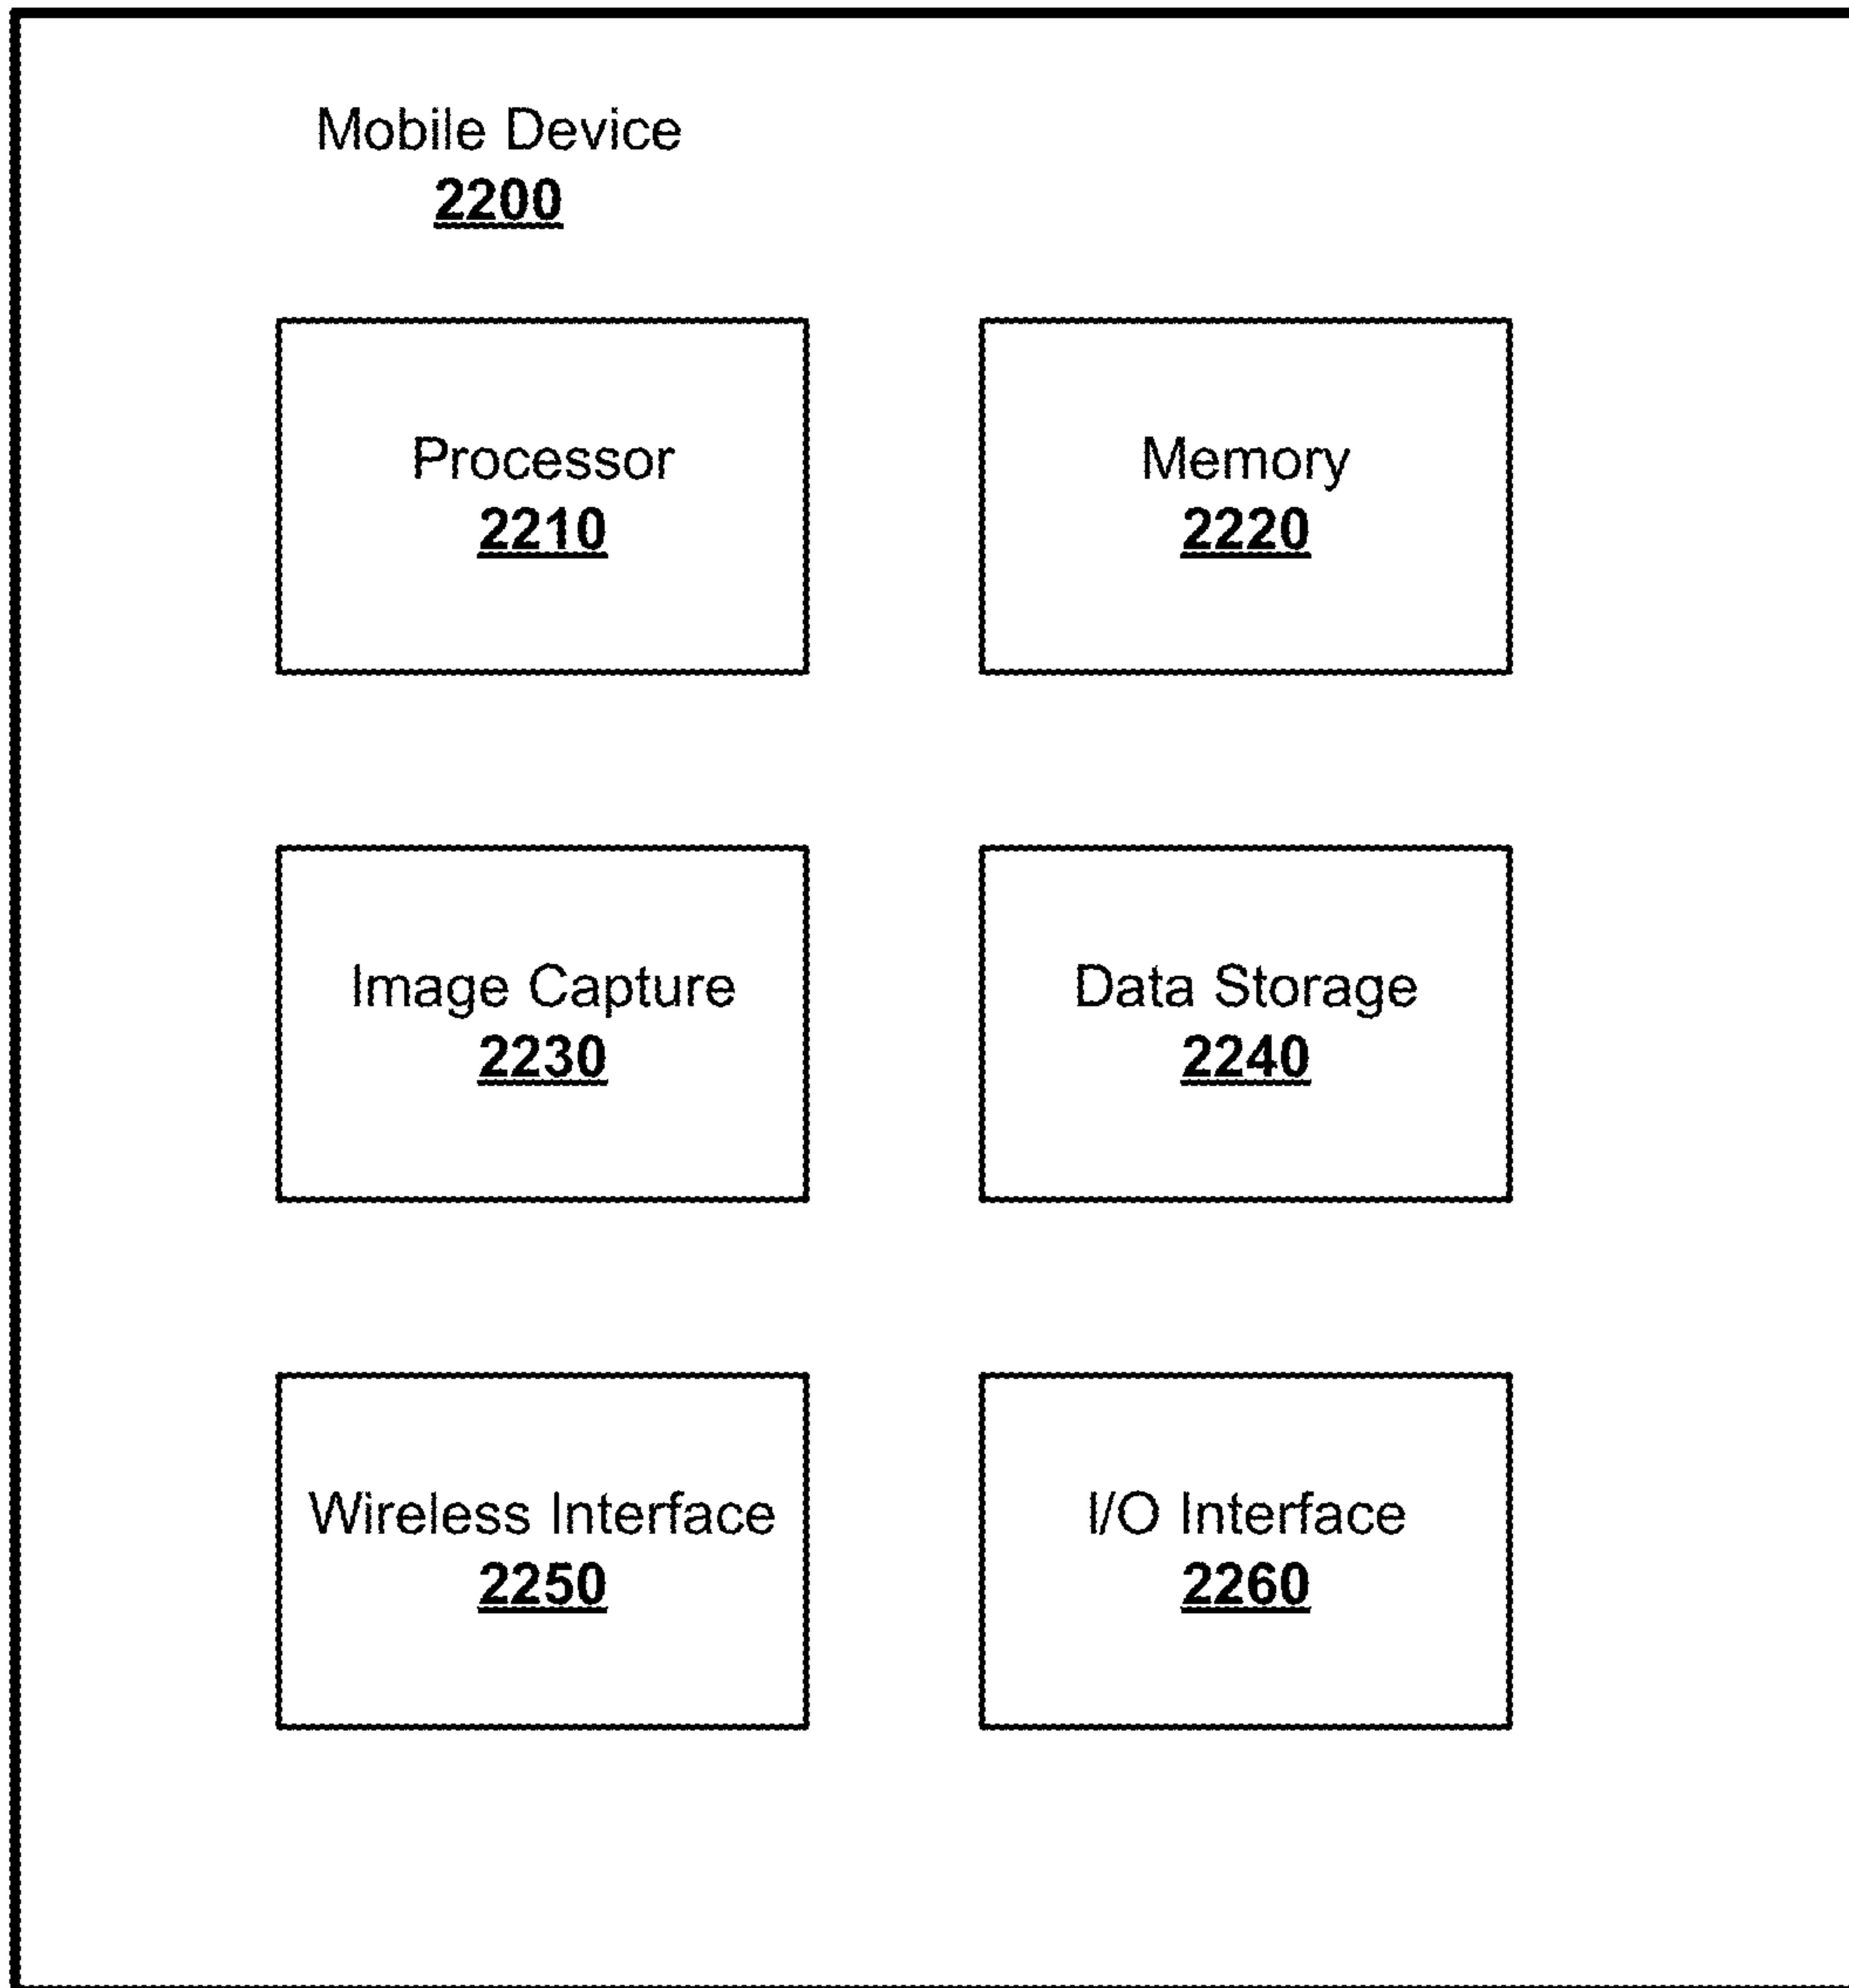 Mobile Device
2200
Processor
2210
Memory
2220
Image Capture
2230
Data Storage
2240
Wireless Interface
2250
I/O Interface
2260